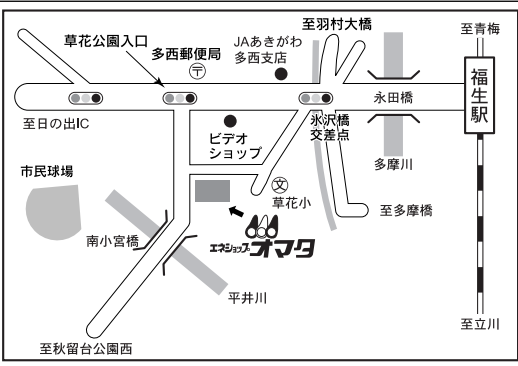 至羽村大橋
至青梅
草花公園入口
多西郵便局
〒
JAあきがわ
多西支店
福生駅
永田橋
至日の出IC
氷沢橋
交差点
ビデオ
ショップ
多摩川
市民球場
文
草花小
至多摩橋
南小宮橋
エネショップ オマタ
平井川
至立川
至秋留台公園西